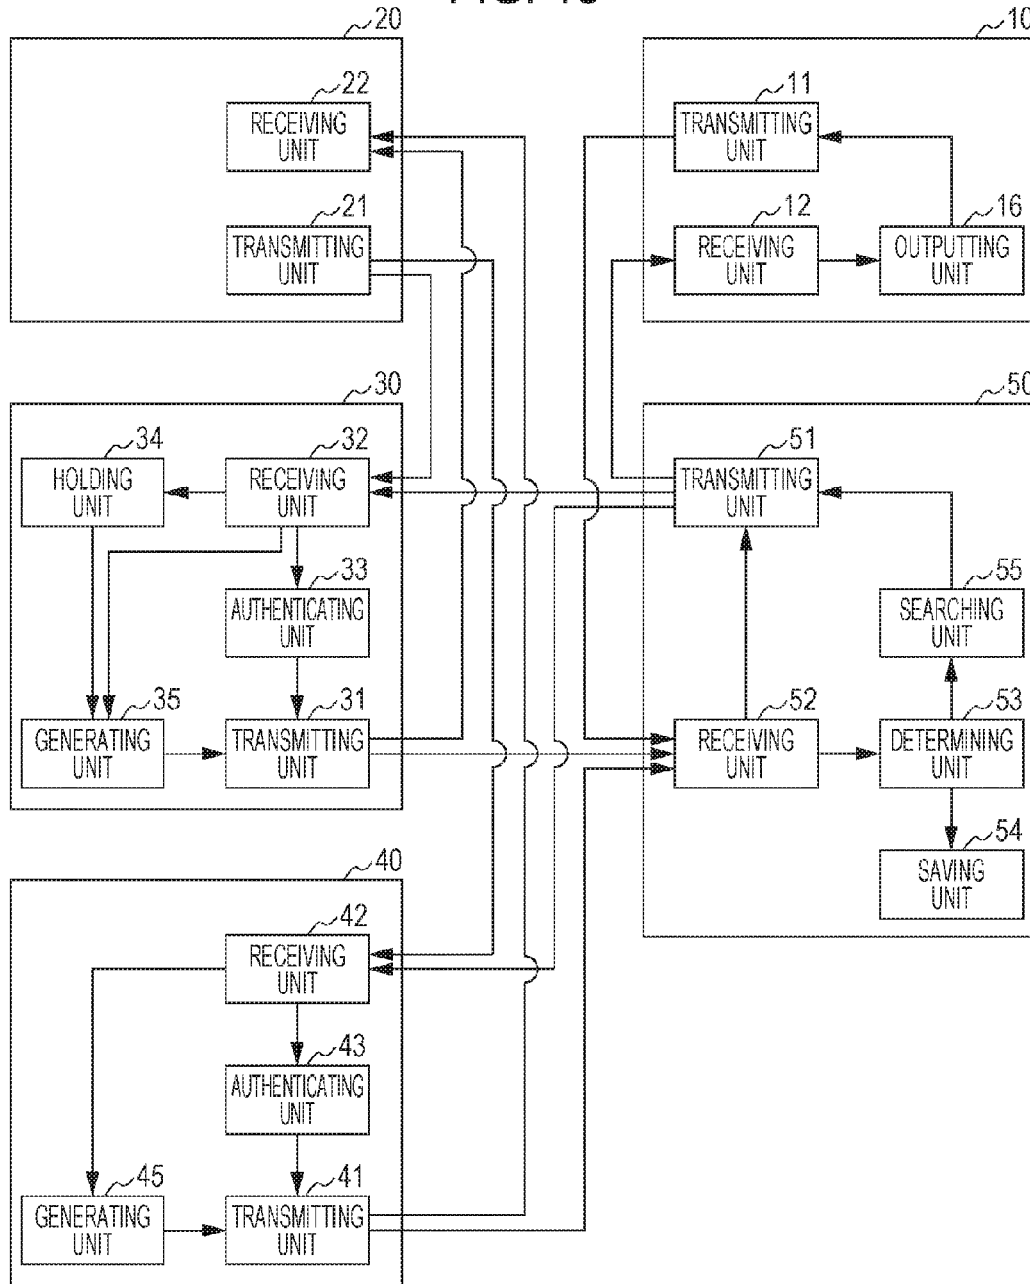 20
22
RECEIVING
UNIT
21
TRANSMITTING
UNIT
10
11
TRANSMITTING
UNIT
12
RECEIVING
UNIT
16
OUTPUTTING
UNIT
30
34
HOLDING
UNIT
32
RECEIVING
UNIT
33
AUTHENTICATING
UNIT
35
GENERATING
UNIT
31
TRANSMITTING
UNIT
50
51
TRANSMITTING
UNIT
55
SEARCHING
UNIT
52
RECEIVING
UNIT
53
DETERMINING
UNIT
54
SAVING
UNIT
40
42
RECEIVING
UNIT
43
AUTHENTICATING
UNIT
45
GENERATING
UNIT
41
TRANSMITTING
UNIT